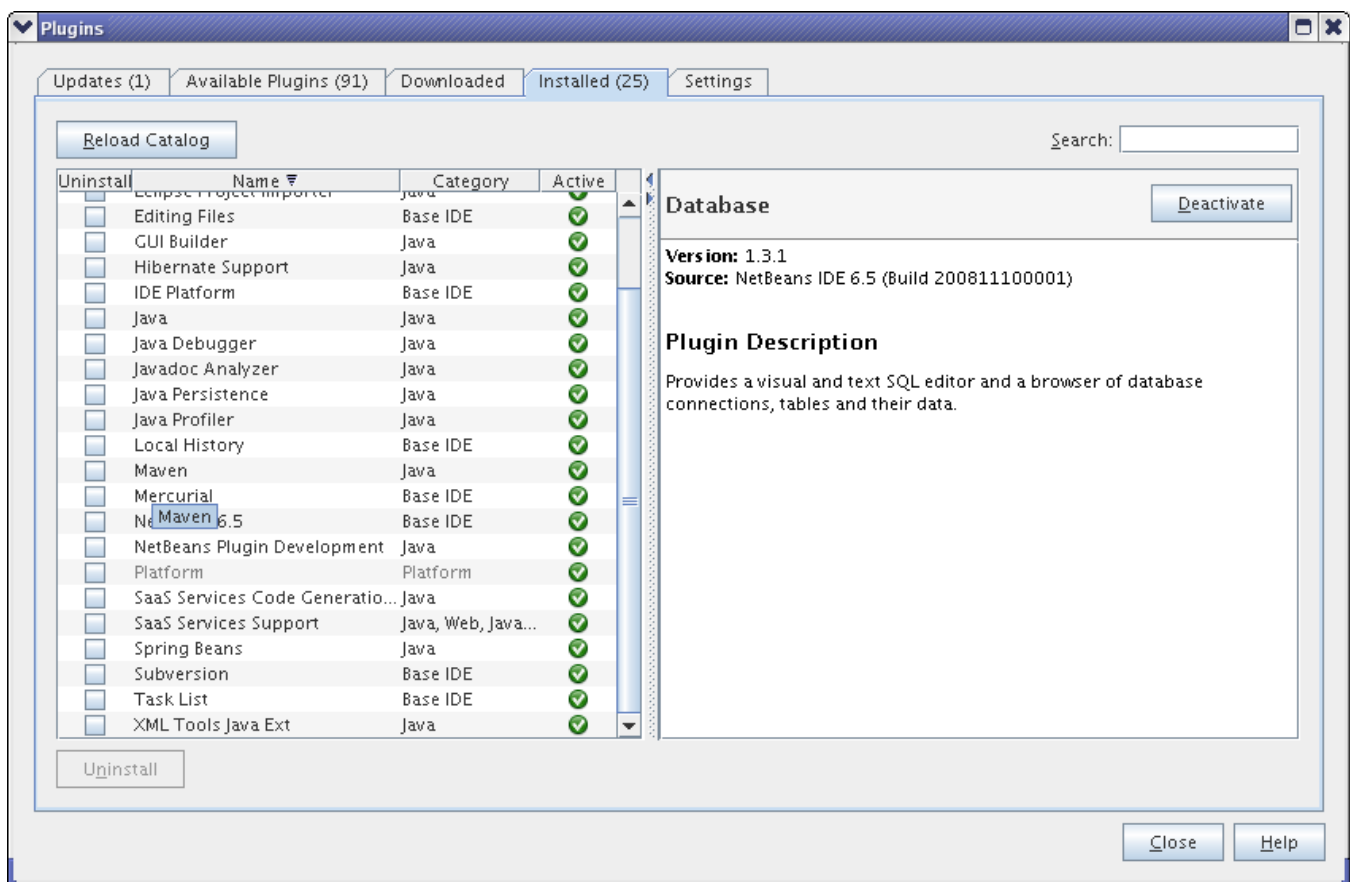 Plugins
Updates (1) Available Plugins (91) Downloaded Installed (25) Settings
Reload Catalog Search:
Uninstall Name Category Active
Eclipse Project Importer Java
Editing Files Base IDE
GUI Builder Java
Hibernate Support Java
IDE Platform Base IDE
Java Java
Java Debugger Java
Javadoc Analyzer Java
Java Persistence Java
Java Profiler Java
Local History Base IDE
Maven Java
Mercurial Base IDE
Maven
Ne 6.5 Base IDE
NetBeans Plugin Development Java
Platform Platform
SaaS Services Code Generatio... Java
SaaS Services Support Java, Web, Java...
Spring Beans Java
Subversion Base IDE
Task List Base IDE
XML Tools Java Ext Java
Uninstall
Database Deactivate
Version: 1.3.1
Source: NetBeans IDE 6.5 (Build 200811100001)
Plugin Description
Provides a visual and text SQL editor and a browser of database
connections, tables and their data.
Close Help